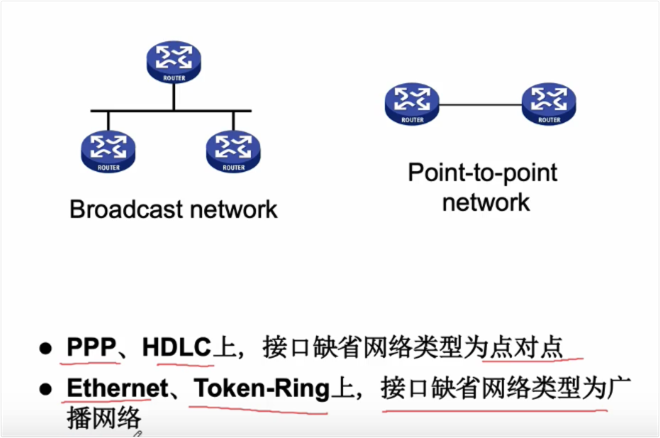 ROUTER
ROUTER
ROUTER
Broadcast network
ROUTER
ROUTER
Point-to-point
network
● PPP、HDLC上，接口缺省网络类型为点对点
● Ethernet、Token-Ring上，接口缺省网络类型为广
播网络